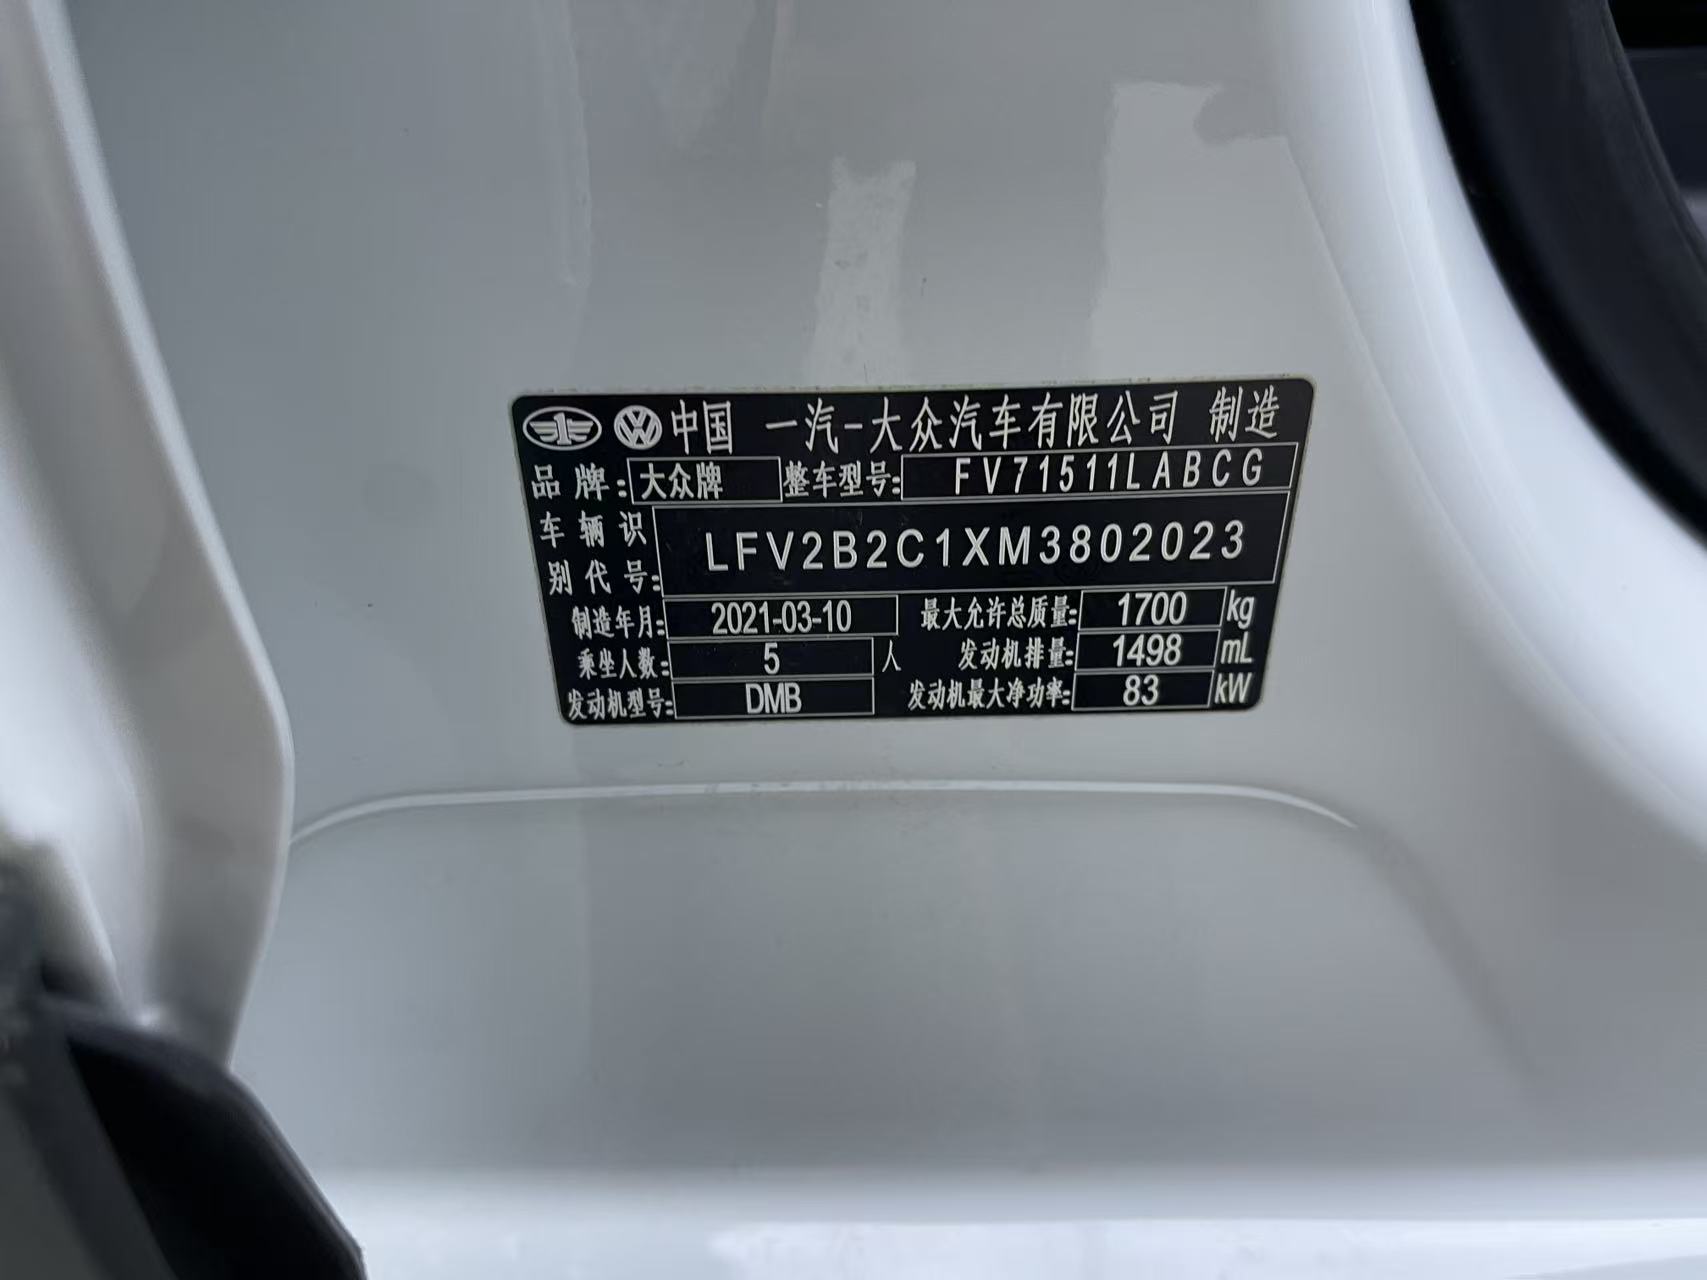 中国 一汽-大众汽车有限公司 制造
品牌: 大众牌 整车型号: FV71511LABCG
车辆识别代号: LFV2B2C1XM3802023
制造年月: 2021-03-10 最大允许总质量: 1700 kg
乘坐人数: 5 人 发动机排量: 1498 mL
发动机型号: DMB 发动机最大净功率: 83 kW